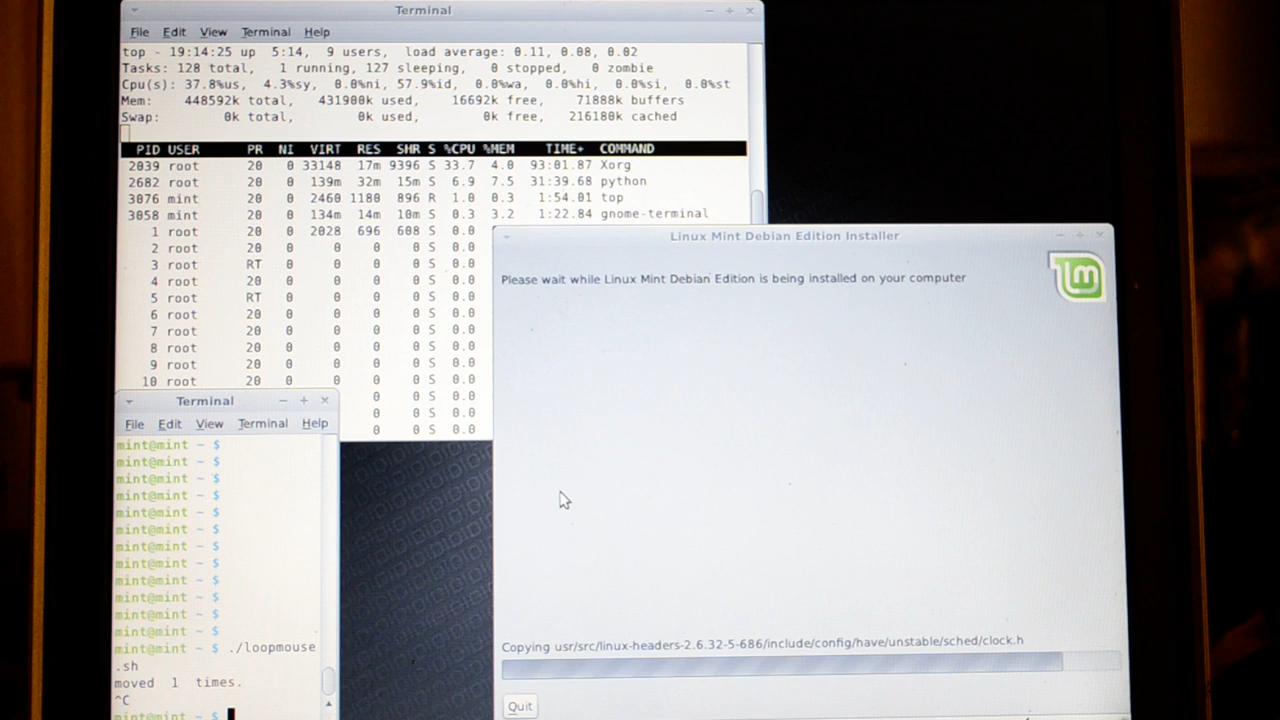 Terminal
File Edit View Terminal Help
top - 19:14:25 up 5:14, 9 users, load average: 0.11, 0.08, 0.02
Tasks: 128 total, 1 running, 127 sleeping, 0 stopped, 0 zombie
Cpu(s): 37.8%us, 4.3%sy, 0.0%ni, 57.9%id, 0.0%wa, 0.0%hi, 0.0%si, 0.0%st
Mem: 448592k total, 431900k used, 16692k free, 71888k buffers
Swap: 0k total, 0k used, 0k free, 216180k cached
PID USER PR NI VIRT RES SHR S %CPU %MEM TIME+ COMMAND
2039 root 20 0 33148 17m 9396 S 33.7 4.0 93:01.87 Xorg
2682 root 20 0 139m 32m 15m S 6.9 7.5 31:39.68 python
3076 mint 20 0 2460 1180 896 R 1.0 0.3 1:54.01 top
3058 mint 20 0 134m 14m 10m S 0.3 3.2 1:22.84 gnome-terminal
1 root 20 0 2028 696 608 S 0.0
2 root 20 0 0 0 0 S 0.0
3 root RT 0 0 0 0 S 0.0
4 root 20 0 0 0 0 S 0.0
5 root RT 0 0 0 0 S 0.0
6 root 20 0 0 0 0 S 0.0
7 root 20 0 0 0 0 S 0.0
8 root 20 0 0 0 0 S 0.0
9 root 20 0 0 0 0 S 0.0
10 root 20 0 0 0 0 S 0.0
0 0 S 0.0
0 0 S 0.0
0 0 S 0.0
Linux Mint Debian Edition Installer
Please wait while Linux Mint Debian Edition is being installed on your computer
lm
Copying usr/src/linux-headers-2.6.32-5-686/include/config/have/unstable/sched/clock.h
Quit
Terminal
File Edit View Terminal Help
mint@mint ~ $
mint@mint ~ $
mint@mint ~ $
mint@mint ~ $
mint@mint ~ $
mint@mint ~ $
mint@mint ~ $
mint@mint ~ $
mint@mint ~ $
mint@mint ~ $
mint@mint ~ $
mint@mint ~ $
mint@mint ~ $ ./loopmouse
.sh
moved 1 times.
^C
mint@mint ~ $